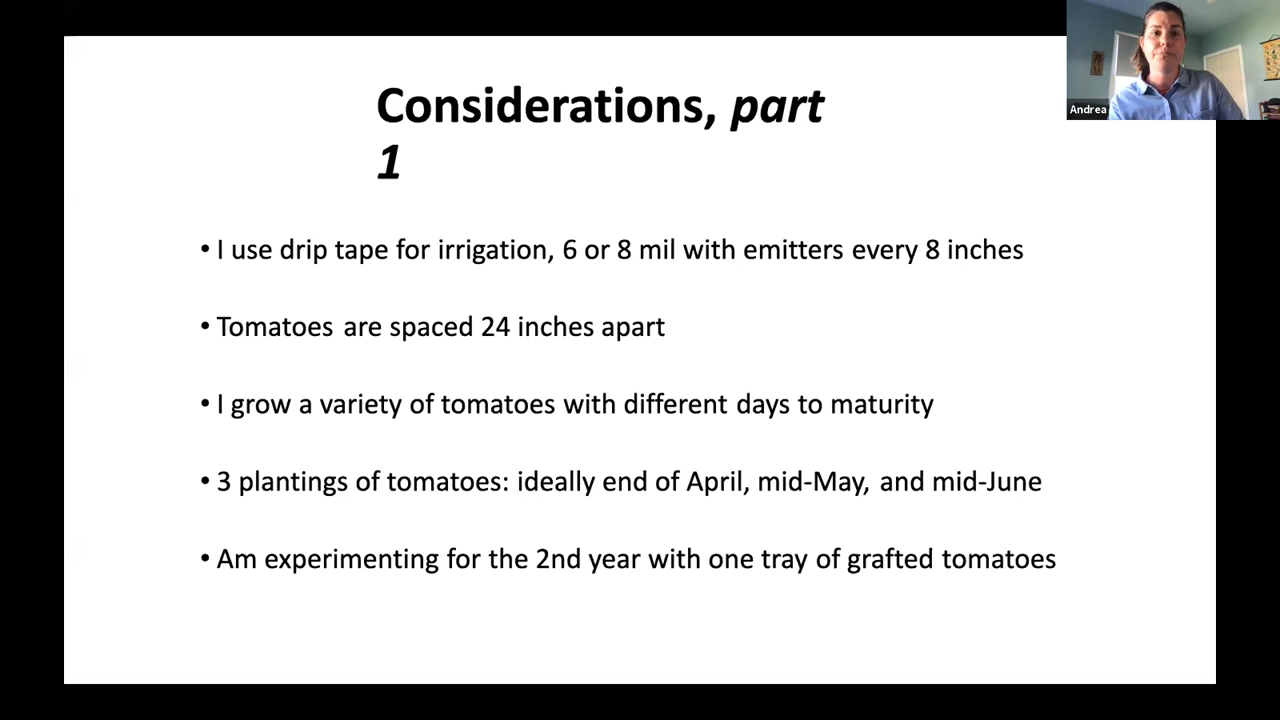 Considerations, part
1
• I use drip tape for irrigation, 6 or 8 mil with emitters every 8 inches
• Tomatoes are spaced 24 inches apart
• I grow a variety of tomatoes with different days to maturity
• 3 plantings of tomatoes: ideally end of April, mid-May, and mid-June
• Am experimenting for the 2nd year with one tray of grafted tomatoes
Andrea